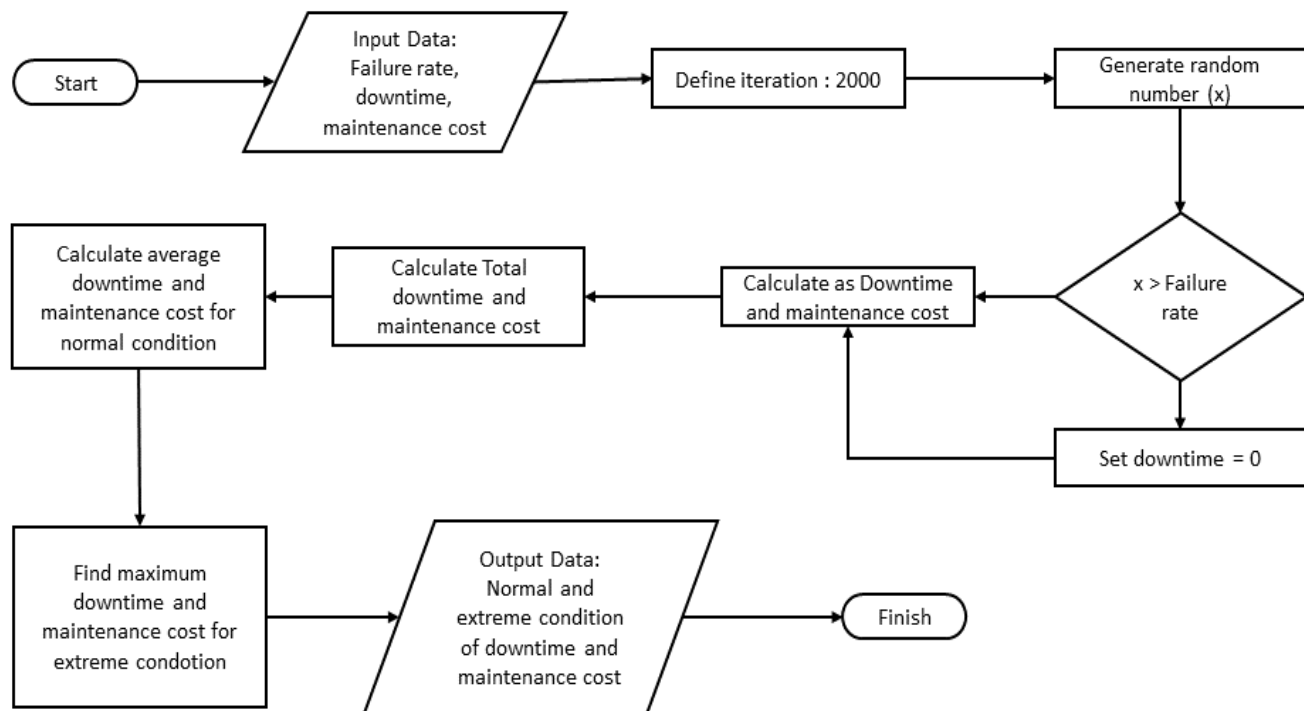 Start
Input Data:
Failure rate,
downtime,
maintenance cost
Define iteration : 2000
Generate random
number (x)
x > Failure
rate
Set downtime = 0
Calculate as Downtime
and maintenance cost
Calculate Total
downtime and
maintenance cost
Calculate average
downtime and
maintenance cost for
normal condition
Find maximum
downtime and
maintenance cost for
extreme condotion
Output Data:
Normal and
extreme condition
of downtime and
maintenance cost
Finish